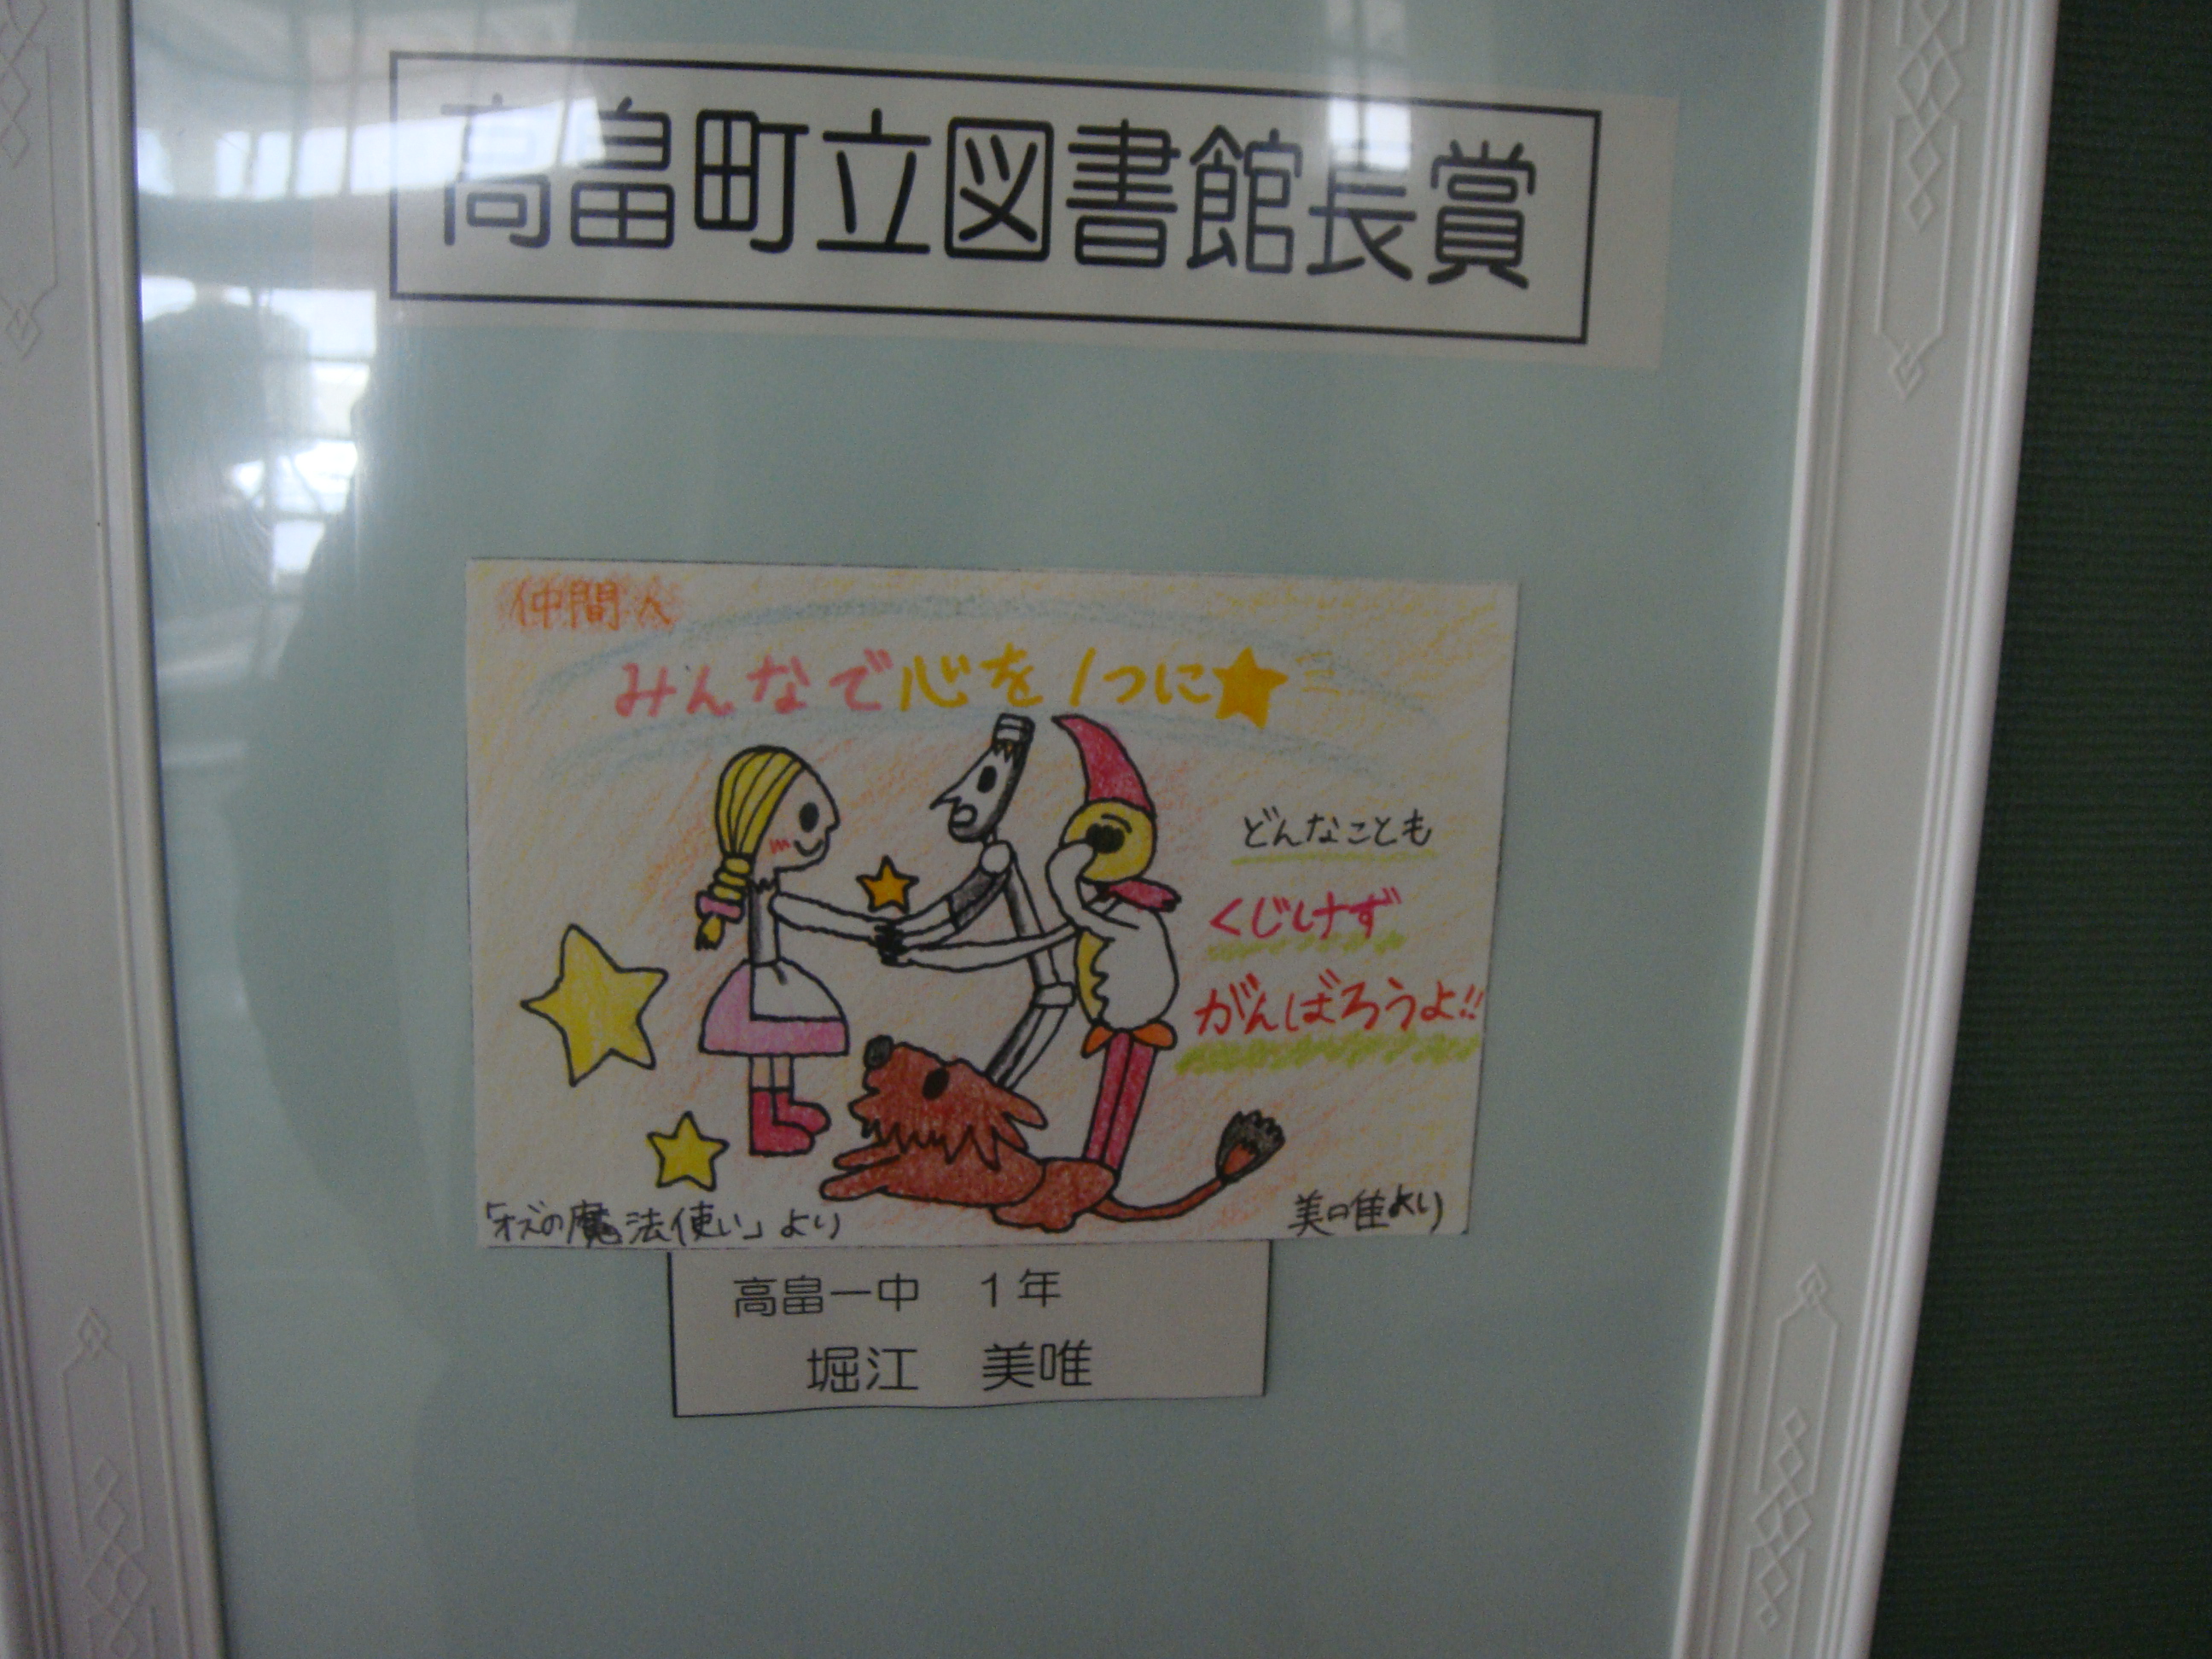 高畠町立図書館長賞
仲間へ
みんなで心を1つに★
どんなことも
くじけず
がんばろうよ!!
「オズの魔法使い」より
美唯より
高畠一中 1年
堀江 美唯